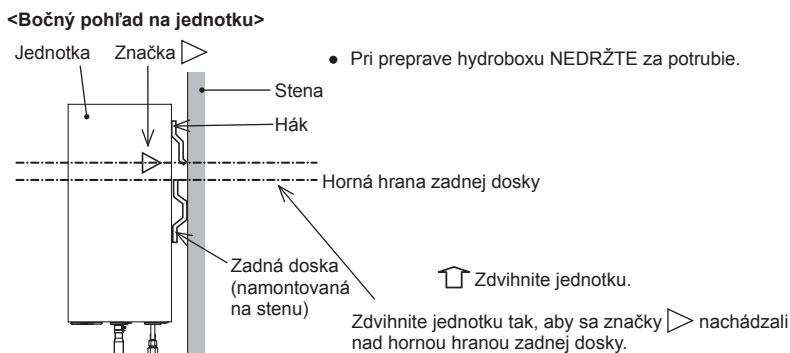 <Bočný pohľad na jednotku>
Jednotka
Značka ▷
● Pri preprave hydroboxu NEDRŽTE za potrubie.
Stena
Hák
Horná hrana zadnej dosky
Zadná doska
(namontovaná
na stenu)
⇧ Zdvihnite jednotku.
Zdvihnite jednotku tak, aby sa značky ▷ nachádzali
nad hornou hranou zadnej dosky.